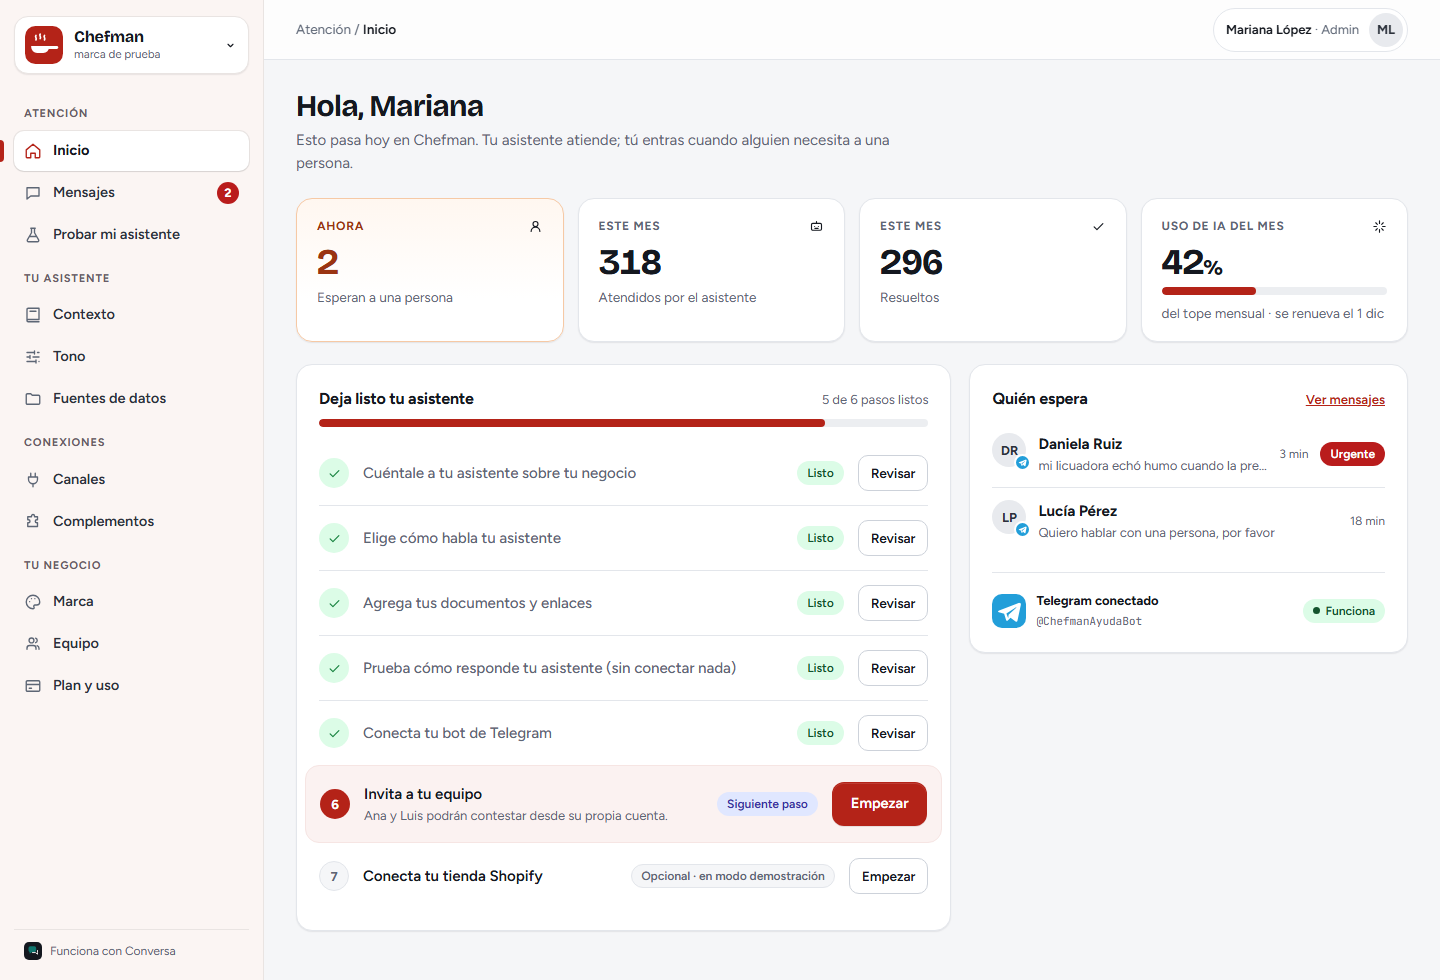 Chefman
marca de prueba
ATENCIÓN
Inicio
Mensajes 2
Probar mi asistente
TU ASISTENTE
Contexto
Tono
Fuentes de datos
CONEXIONES
Canales
Complementos
TU NEGOCIO
Marca
Equipo
Plan y uso
Funciona con Conversa
Atención / Inicio
Mariana López · Admin ML
Hola, Mariana
Esto pasa hoy en Chefman. Tu asistente atiende; tú entras cuando alguien necesita a una
persona.
AHORA
2
Esperan a una persona
ESTE MES
318
Atendidos por el asistente
ESTE MES
296
Resueltos
USO DE IA DEL MES
42%
del tope mensual · se renueva el 1 dic
Deja listo tu asistente 5 de 6 pasos listos
Cuéntale a tu asistente sobre tu negocio Listo Revisar
Elige cómo habla tu asistente Listo Revisar
Agrega tus documentos y enlaces Listo Revisar
Prueba cómo responde tu asistente (sin conectar nada) Listo Revisar
Conecta tu bot de Telegram Listo Revisar
6 Invita a tu equipo Siguiente paso Empezar
Ana y Luis podrán contestar desde su propia cuenta.
7 Conecta tu tienda Shopify Opcional · en modo demostración Empezar
Quién espera Ver mensajes
DR Daniela Ruiz 3 min Urgente
mi licuadora echó humo cuando la pre...
LP Lucía Pérez 18 min
Quiero hablar con una persona, por favor
Telegram conectado Funciona
@ChefmanAyudaBot